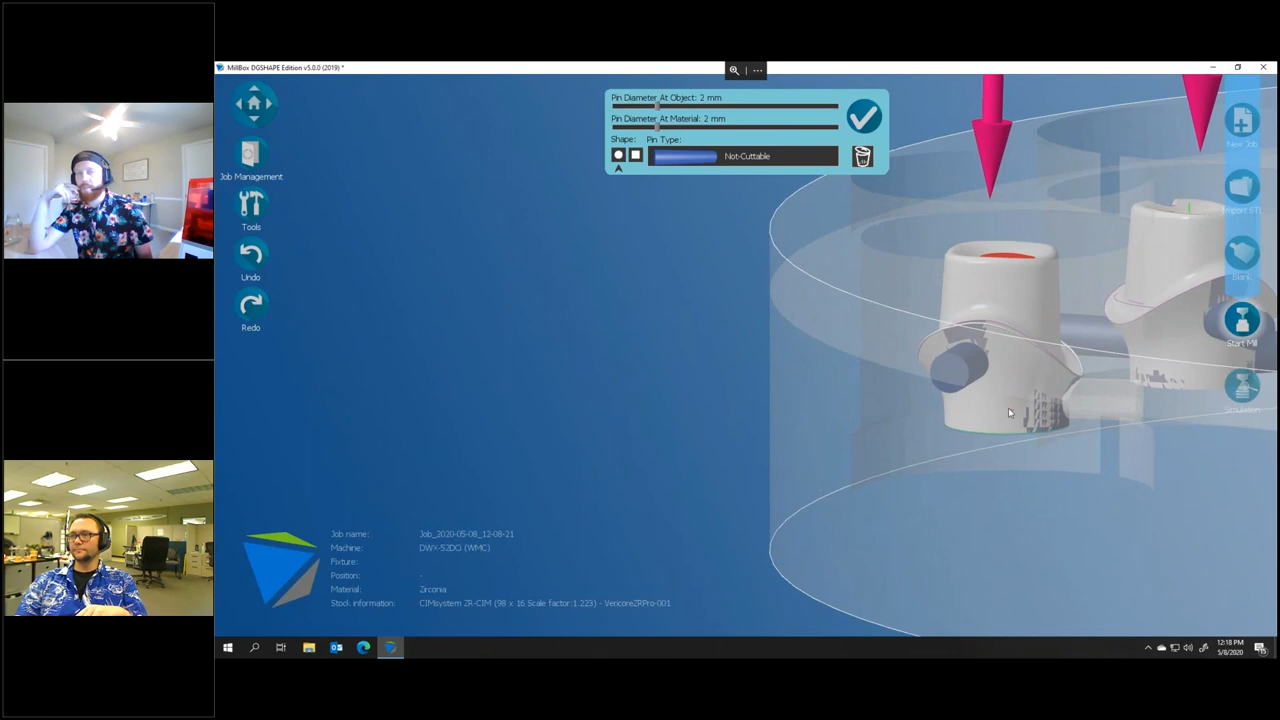 MillBox DGSHAPE Edition v5.0.0 (2019) *
Pin Diameter At Object: 2 mm
Pin Diameter At Material: 2 mm
Shape: Pin Type:
Not-Cuttable
Job Management
Tools
Undo
Redo
New Job
Import STL
Blank
Start Mill
Simulation
Job name: Job_2020-05-08_12-08-21
Machine: DWX-52DCi (WMC)
Fixture:
Position: -
Material: Zirconia
Stock information: CIMsystem ZR-CIM (98 x 16 Scale factor:1.223) - VericoreZRPro-001
12:18 PM
5/8/2020